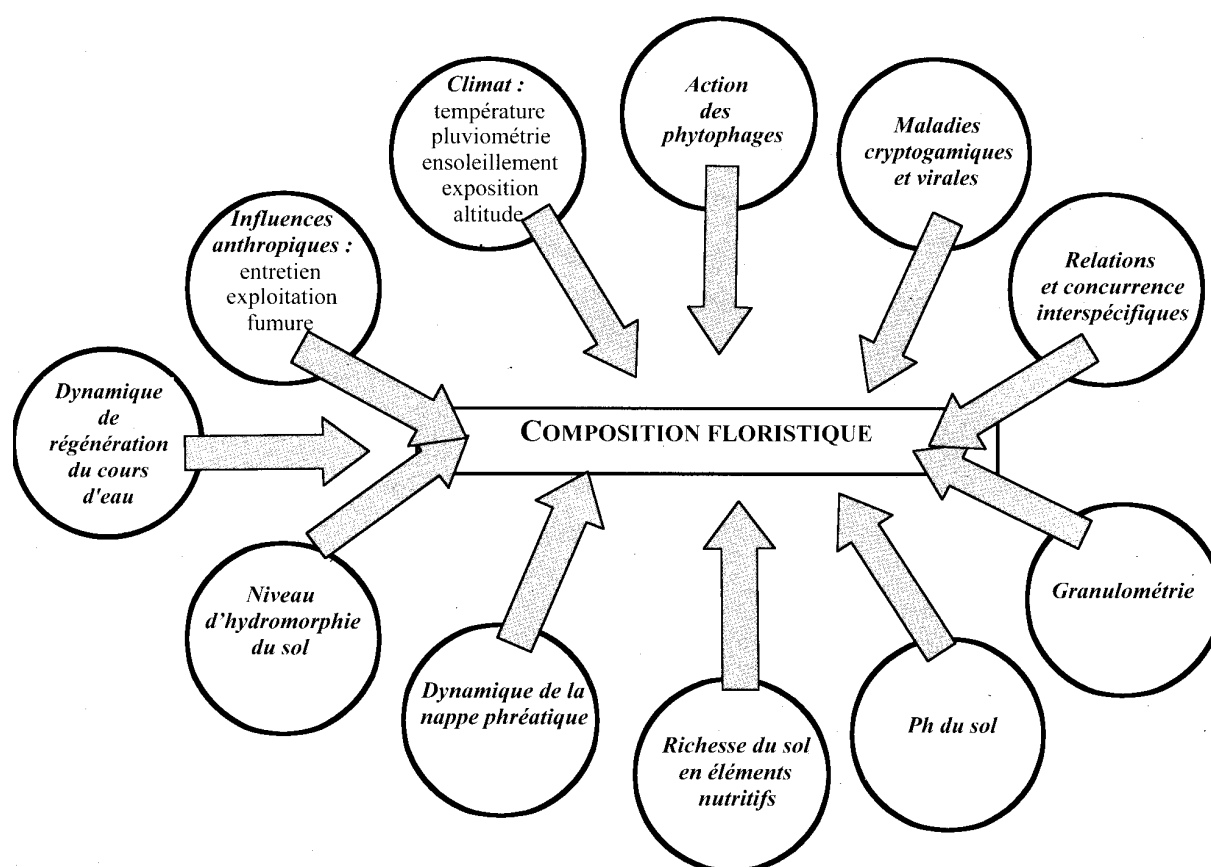 Climat :
température
pluviométrie
ensoleillement
exposition
altitude
Action
des
phytophages
Maladies
cryptogamiques
et virales
Influences
anthropiques :
entretien
exploitation
fumure
Relations
et concurrence
interspécifiques
Dynamique
de
régénération
du cours
d'eau
COMPOSITION FLORISTIQUE
Niveau
d’hydromorphie
du sol
Granulométrie
Dynamique de la
nappe phréatique
Richesse du sol
en éléments
nutritifs
Ph du sol